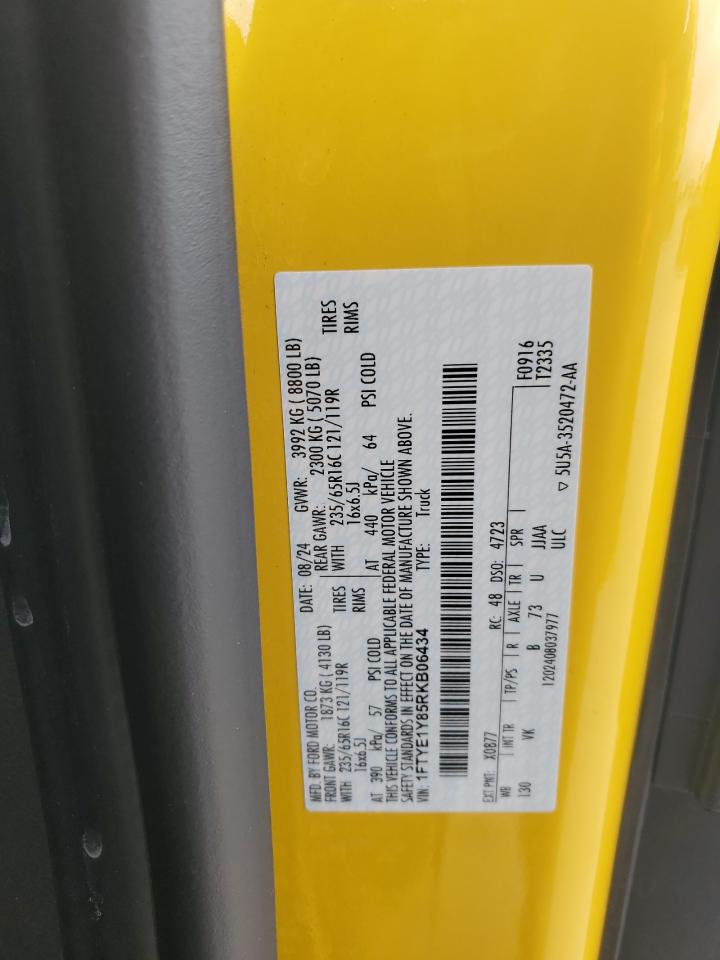 MFD. BY FORD MOTOR CO. DATE: 08/24 GVWR: 3992 KG ( 8800 LB)
FRONT GAWR: 1873 KG ( 4130 LB) REAR GAWR: 2300 KG ( 5070 LB)
WITH 235/65R16C 121/119R TIRES WITH 235/65R16C 121/119R TIRES
16x6.5J RIMS 16x6.5J RIMS
AT 390 kPa/ 57 PSI COLD AT 440 kPa/ 64 PSI COLD
THIS VEHICLE CONFORMS TO ALL APPLICABLE FEDERAL MOTOR VEHICLE
SAFETY STANDARDS IN EFFECT ON THE DATE OF MANUFACTURE SHOWN ABOVE.
VIN: 1FTYE1Y85RKB06434 TYPE: Truck
EXT PNT: X0877 RC: 48 DSO: 4723 F0916
WB INT TR TP/PS R AXLE TR SPR T2335
130 VK B 73 U JJAA
1202408037977 ULC ▽ 5U5A-3520472-AA